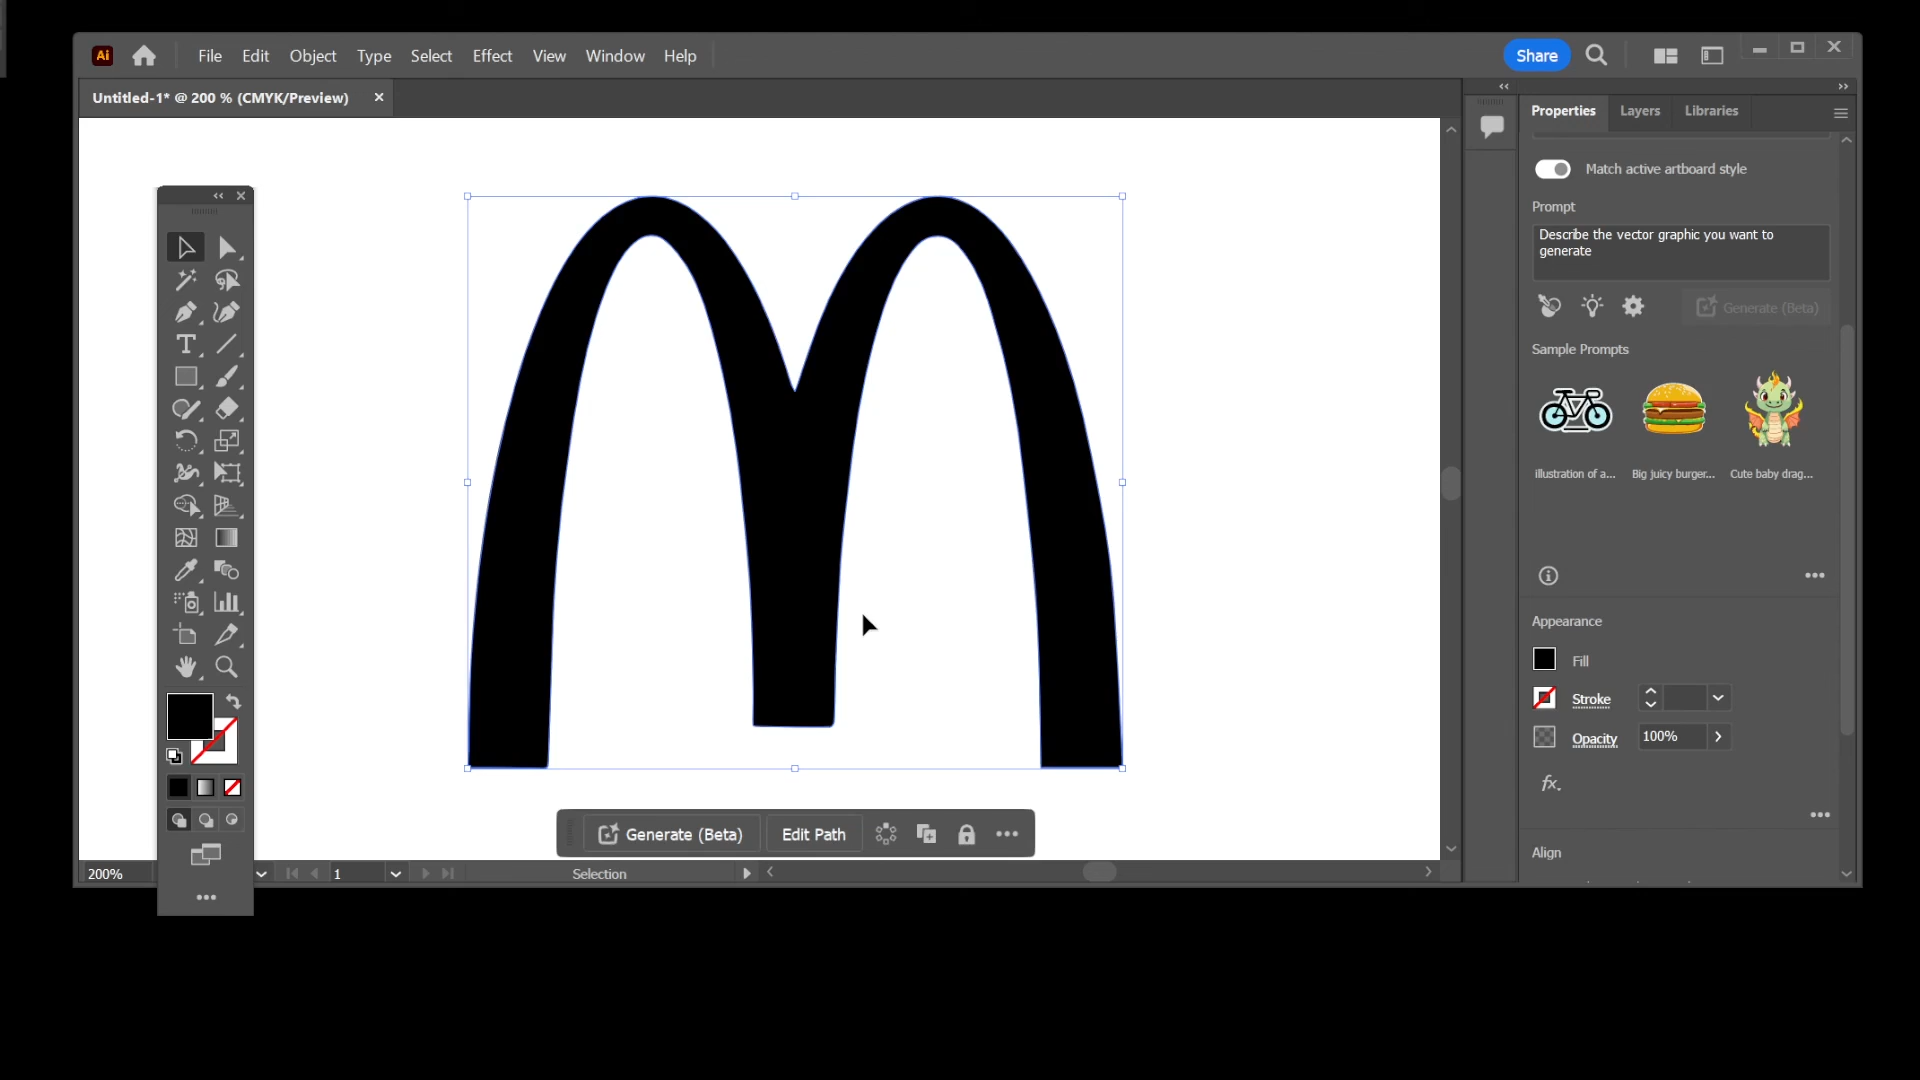 Ai
File Edit Object Type Select Effect View Window Help
Share
Untitled-1* @ 200 % (CMYK/Preview)
Properties Layers Libraries
Match active artboard style
Prompt
Describe the vector graphic you want to
generate
Generate (Beta)
Sample Prompts
illustration of a... Big juicy burger... Cute baby drag...
Appearance
Fill
Stroke
Opacity 100%
fx.
Align
Generate (Beta) Edit Path
200% 1 Selection